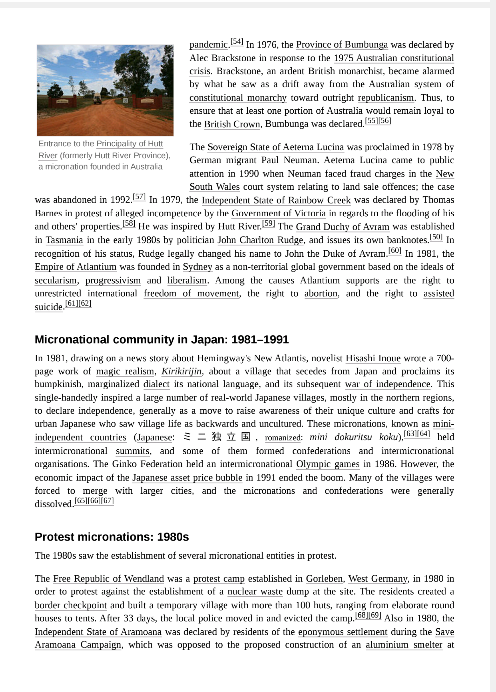 pandemic.[54] In 1976, the Province of Bumbunga was declared by
Alec Brackstone in response to the 1975 Australian constitutional
crisis. Brackstone, an ardent British monarchist, became alarmed
by what he saw as a drift away from the Australian system of
constitutional monarchy toward outright republicanism. Thus, to
ensure that at least one portion of Australia would remain loyal to
the British Crown, Bumbunga was declared.[55][56]
Entrance to the Principality of Hutt
River (formerly Hutt River Province),
a micronation founded in Australia
The Sovereign State of Aeterna Lucina was proclaimed in 1978 by
German migrant Paul Neuman. Aeterna Lucina came to public
attention in 1990 when Neuman faced fraud charges in the New
South Wales court system relating to land sale offences; the case
was abandoned in 1992.[57] In 1979, the Independent State of Rainbow Creek was declared by Thomas
Barnes in protest of alleged incompetence by the Government of Victoria in regards to the flooding of his
and others' properties.[58] He was inspired by Hutt River.[59] The Grand Duchy of Avram was established
in Tasmania in the early 1980s by politician John Charlton Rudge, and issues its own banknotes.[50] In
recognition of his status, Rudge legally changed his name to John the Duke of Avram.[60] In 1981, the
Empire of Atlantium was founded in Sydney as a non-territorial global government based on the ideals of
secularism, progressivism and liberalism. Among the causes Atlantium supports are the right to
unrestricted international freedom of movement, the right to abortion, and the right to assisted
suicide.[61][62]
Micronational community in Japan: 1981–1991
In 1981, drawing on a news story about Hemingway's New Atlantis, novelist Hisashi Inoue wrote a 700-
page work of magic realism, Kirikirijin, about a village that secedes from Japan and proclaims its
bumpkinish, marginalized dialect its national language, and its subsequent war of independence. This
single-handedly inspired a large number of real-world Japanese villages, mostly in the northern regions,
to declare independence, generally as a move to raise awareness of their unique culture and crafts for
urban Japanese who saw village life as backwards and uncultured. These micronations, known as mini-
independent countries (Japanese: ミニ独立国, romanized: mini dokuritsu koku),[63][64] held
intermicronational summits, and some of them formed confederations and intermicronational
organisations. The Ginko Federation held an intermicronational Olympic games in 1986. However, the
economic impact of the Japanese asset price bubble in 1991 ended the boom. Many of the villages were
forced to merge with larger cities, and the micronations and confederations were generally
dissolved.[65][66][67]
Protest micronations: 1980s
The 1980s saw the establishment of several micronational entities in protest.
The Free Republic of Wendland was a protest camp established in Gorleben, West Germany, in 1980 in
order to protest against the establishment of a nuclear waste dump at the site. The residents created a
border checkpoint and built a temporary village with more than 100 huts, ranging from elaborate round
houses to tents. After 33 days, the local police moved in and evicted the camp.[68][69] Also in 1980, the
Independent State of Aramoana was declared by residents of the eponymous settlement during the Save
Aramoana Campaign, which was opposed to the proposed construction of an aluminium smelter at